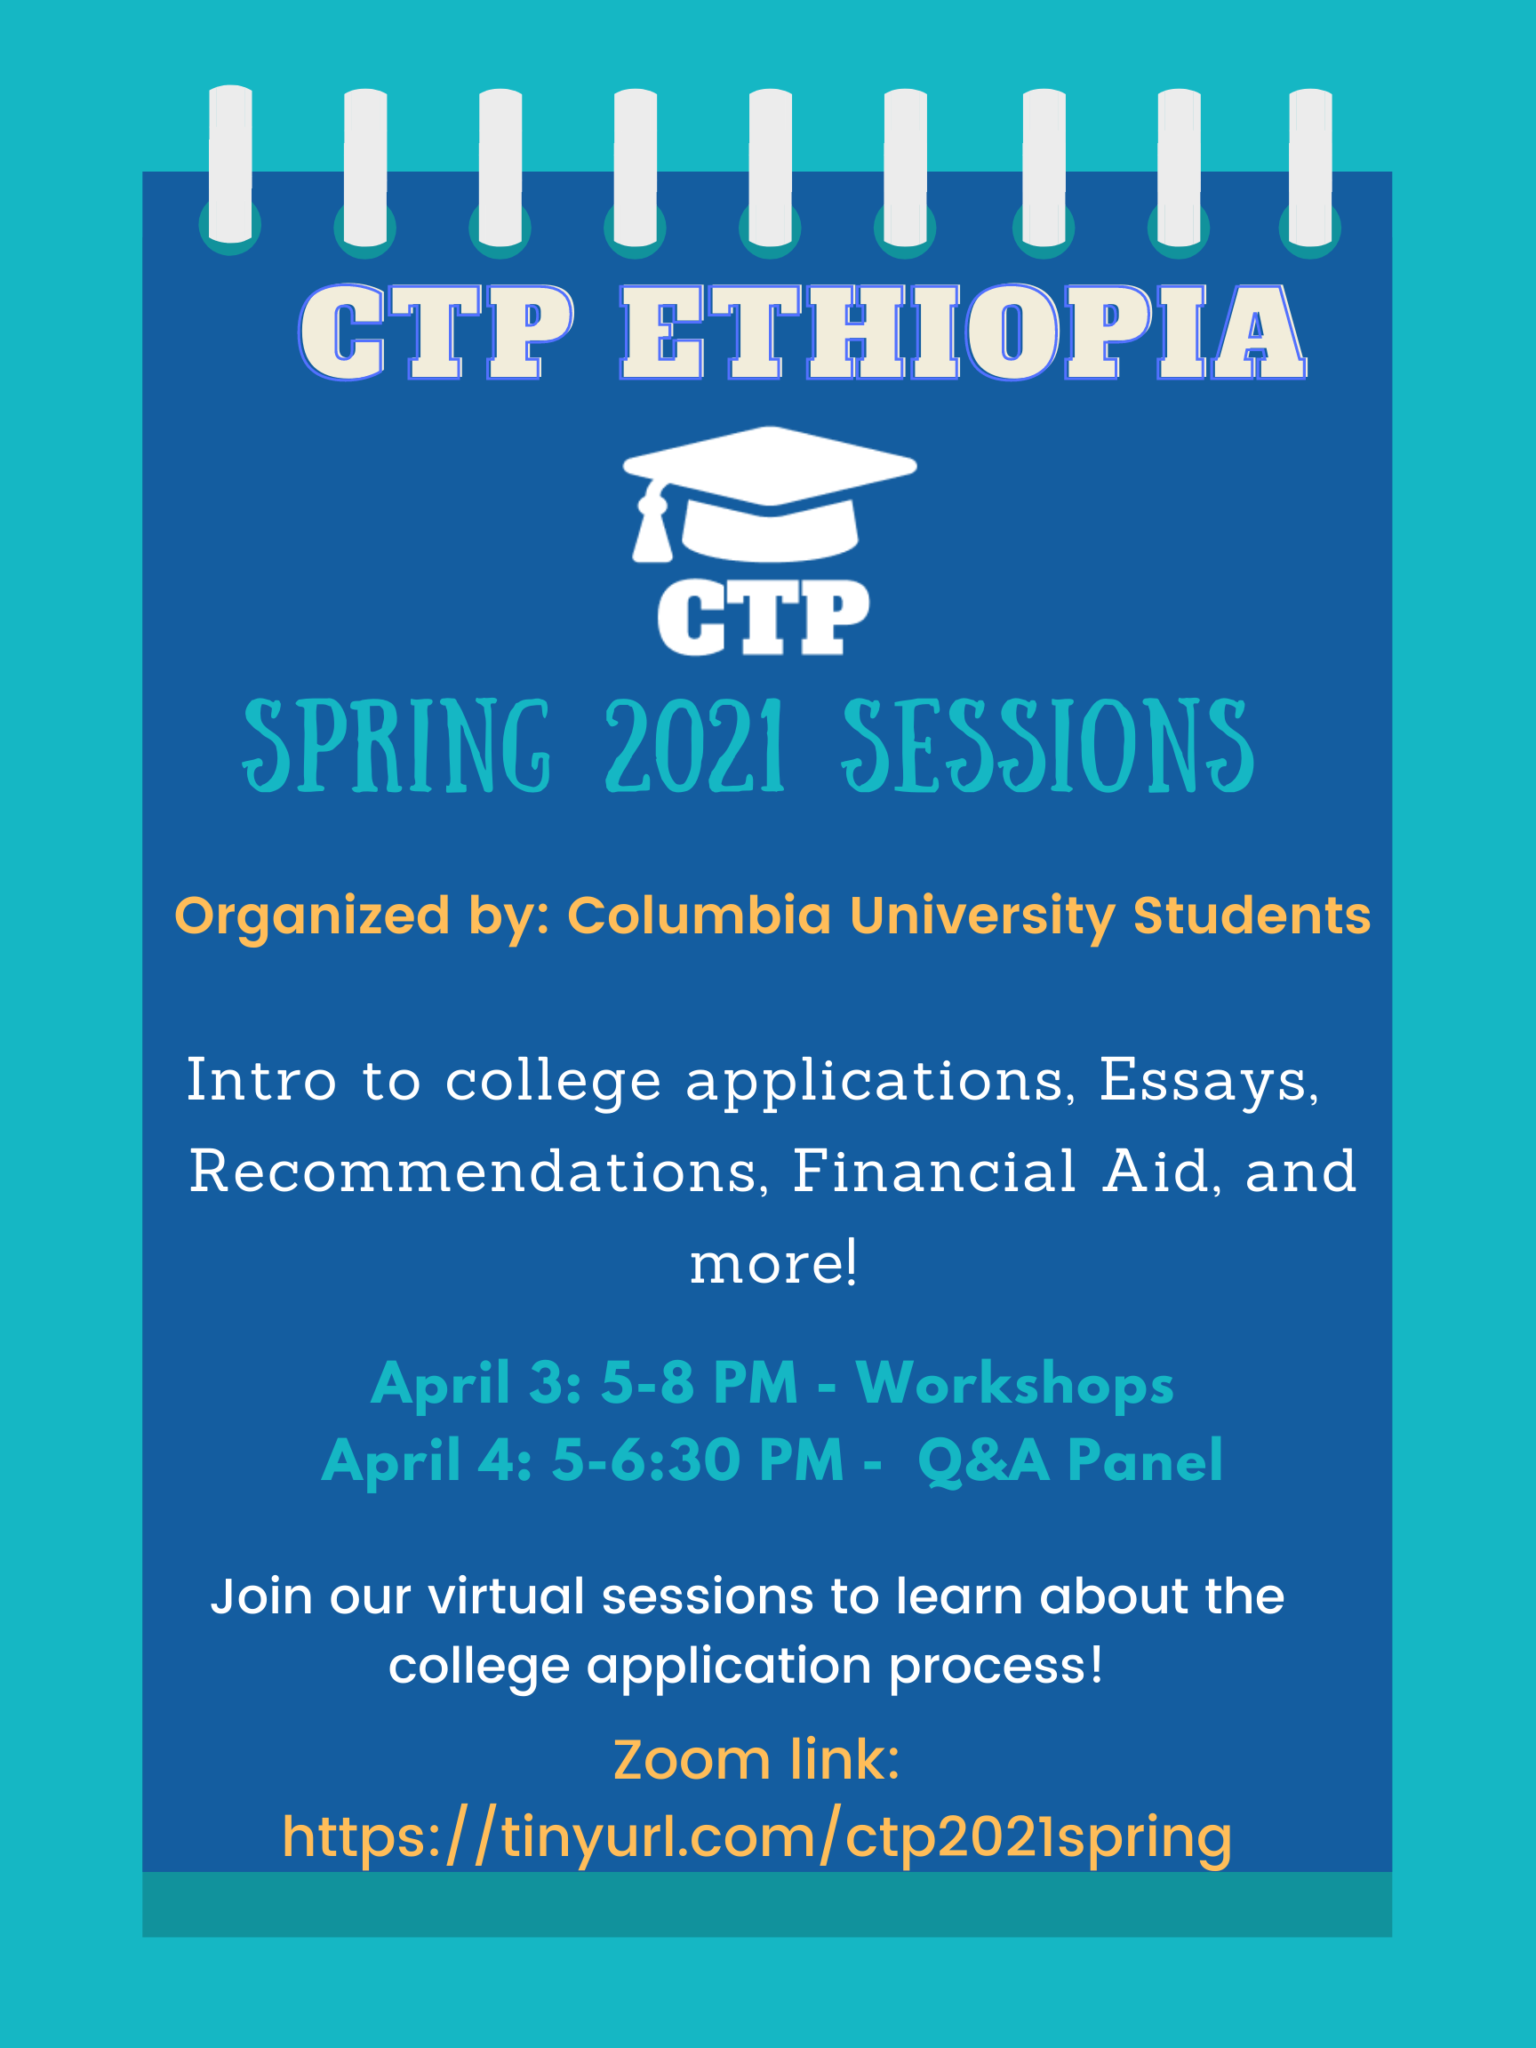 CTP ETHIOPIA
CTP
SPRING 2021 SESSIONS
Organized by: Columbia University Students
Intro to college applications, Essays,
Recommendations, Financial Aid, and
more!
April 3: 5-8 PM - Workshops
April 4: 5-6:30 PM - Q&A Panel
Join our virtual sessions to learn about the
college application process!
Zoom link:
https://tinyurl.com/ctp2021spring